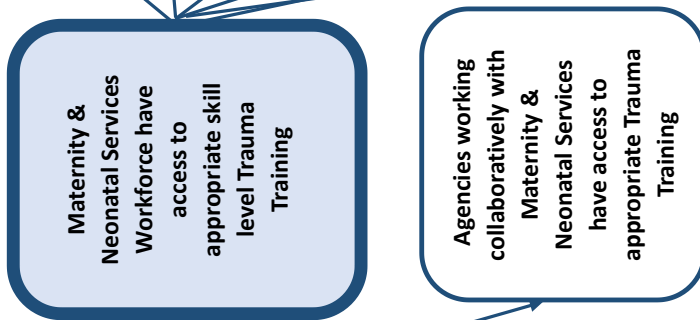 Maternity &
Neonatal Services
Workforce have
access to
appropriate skill
level Trauma
Training
Agencies working
collaboratively with
Maternity &
Neonatal Services
have access to
appropriate Trauma
Training